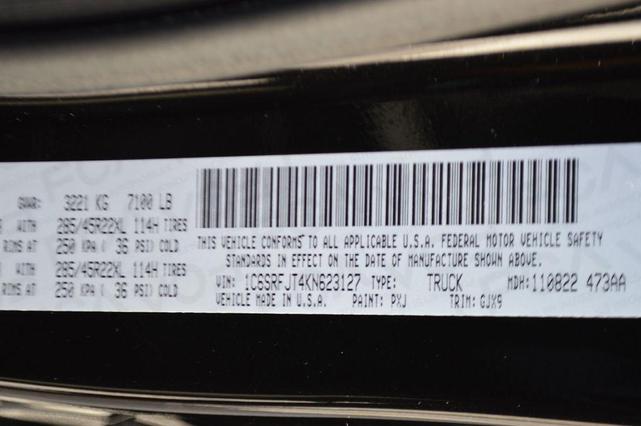 GVWR: 3221 KG 7100 LB
WITH 285/45R22XL 114H TIRES
RIMS AT 250 KPA ( 36 PSI) COLD
WITH 285/45R22XL 114H TIRES
RIMS AT 250 KPA ( 36 PSI) COLD
THIS VEHICLE CONFORMS TO ALL APPLICABLE U.S.A. FEDERAL MOTOR VEHICLE SAFETY
STANDARDS IN EFFECT ON THE DATE OF MANUFACTURE SHOWN ABOVE.
VIN: 1C6SRFJT4KN623127 TYPE: TRUCK MDH: 110822 473AA
VEHICLE MADE IN U.S.A. PAINT: PXJ TRIM: GJX9